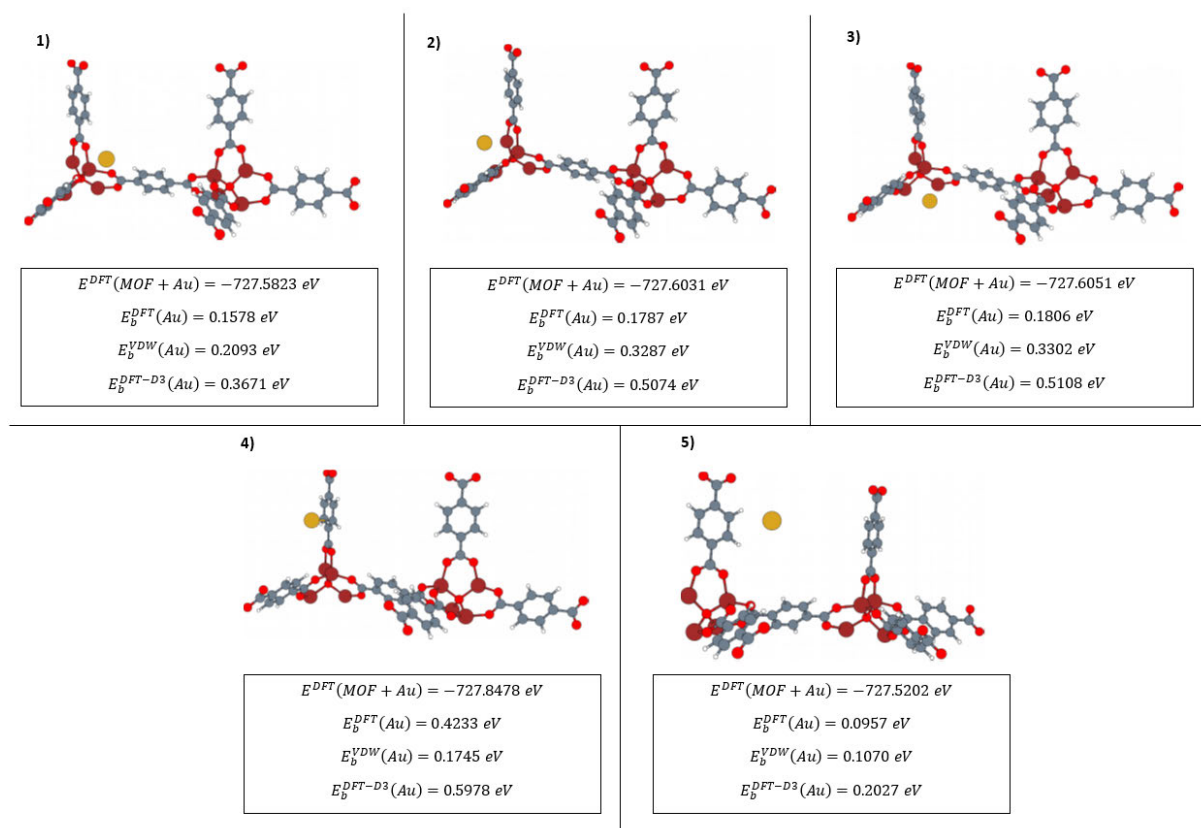 1)
E^{DFT}(MOF + Au) = −727.5823 eV
E_b^{DFT}(Au) = 0.1578 eV
E_b^{VDW}(Au) = 0.2093 eV
E_b^{DFT−D3}(Au) = 0.3671 eV
2)
E^{DFT}(MOF + Au) = −727.6031 eV
E_b^{DFT}(Au) = 0.1787 eV
E_b^{VDW}(Au) = 0.3287 eV
E_b^{DFT−D3}(Au) = 0.5074 eV
3)
E^{DFT}(MOF + Au) = −727.6051 eV
E_b^{DFT}(Au) = 0.1806 eV
E_b^{VDW}(Au) = 0.3302 eV
E_b^{DFT−D3}(Au) = 0.5108 eV
4)
E^{DFT}(MOF + Au) = −727.8478 eV
E_b^{DFT}(Au) = 0.4233 eV
E_b^{VDW}(Au) = 0.1745 eV
E_b^{DFT−D3}(Au) = 0.5978 eV
5)
E^{DFT}(MOF + Au) = −727.5202 eV
E_b^{DFT}(Au) = 0.0957 eV
E_b^{VDW}(Au) = 0.1070 eV
E_b^{DFT−D3}(Au) = 0.2027 eV